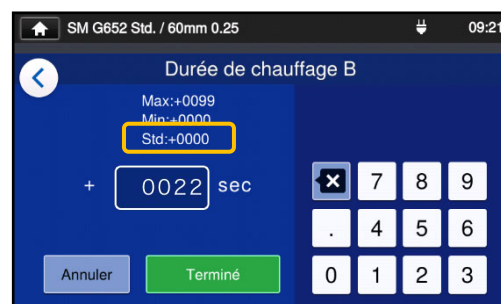 SM G652 Std. / 60mm 0.25 09:21
Durée de chauffage B
Max:+0099
Min:+0000
Std:+0000
+ 0022 sec
7 8 9
. 4 5 6
Annuler Terminé 0 1 2 3